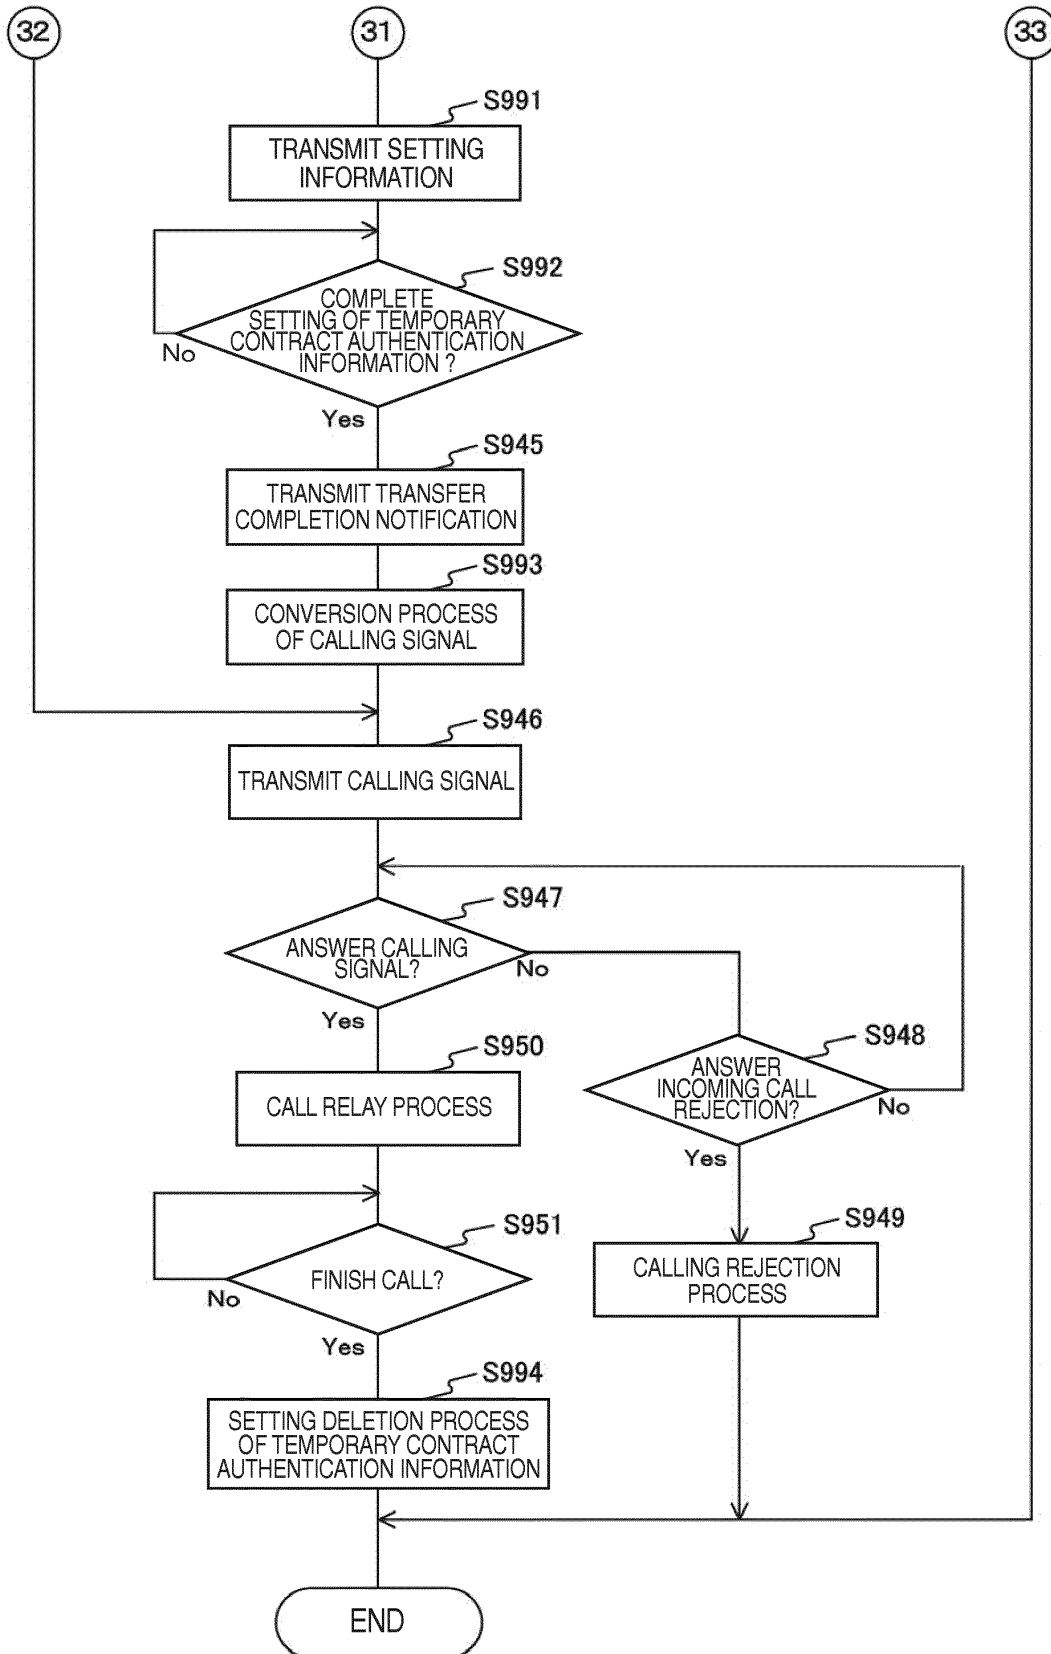 32
31
33
S991
TRANSMIT SETTING
INFORMATION
S992
COMPLETE
SETTING OF TEMPORARY
CONTRACT AUTHENTICATION
INFORMATION ?
No
Yes
S945
TRANSMIT TRANSFER
COMPLETION NOTIFICATION
S993
CONVERSION PROCESS
OF CALLING SIGNAL
S946
TRANSMIT CALLING SIGNAL
S947
ANSWER CALLING
SIGNAL?
No
Yes
S948
ANSWER
INCOMING CALL
REJECTION?
No
Yes
S950
CALL RELAY PROCESS
S951
FINISH CALL?
No
Yes
S949
CALLING REJECTION
PROCESS
S994
SETTING DELETION PROCESS
OF TEMPORARY CONTRACT
AUTHENTICATION INFORMATION
END